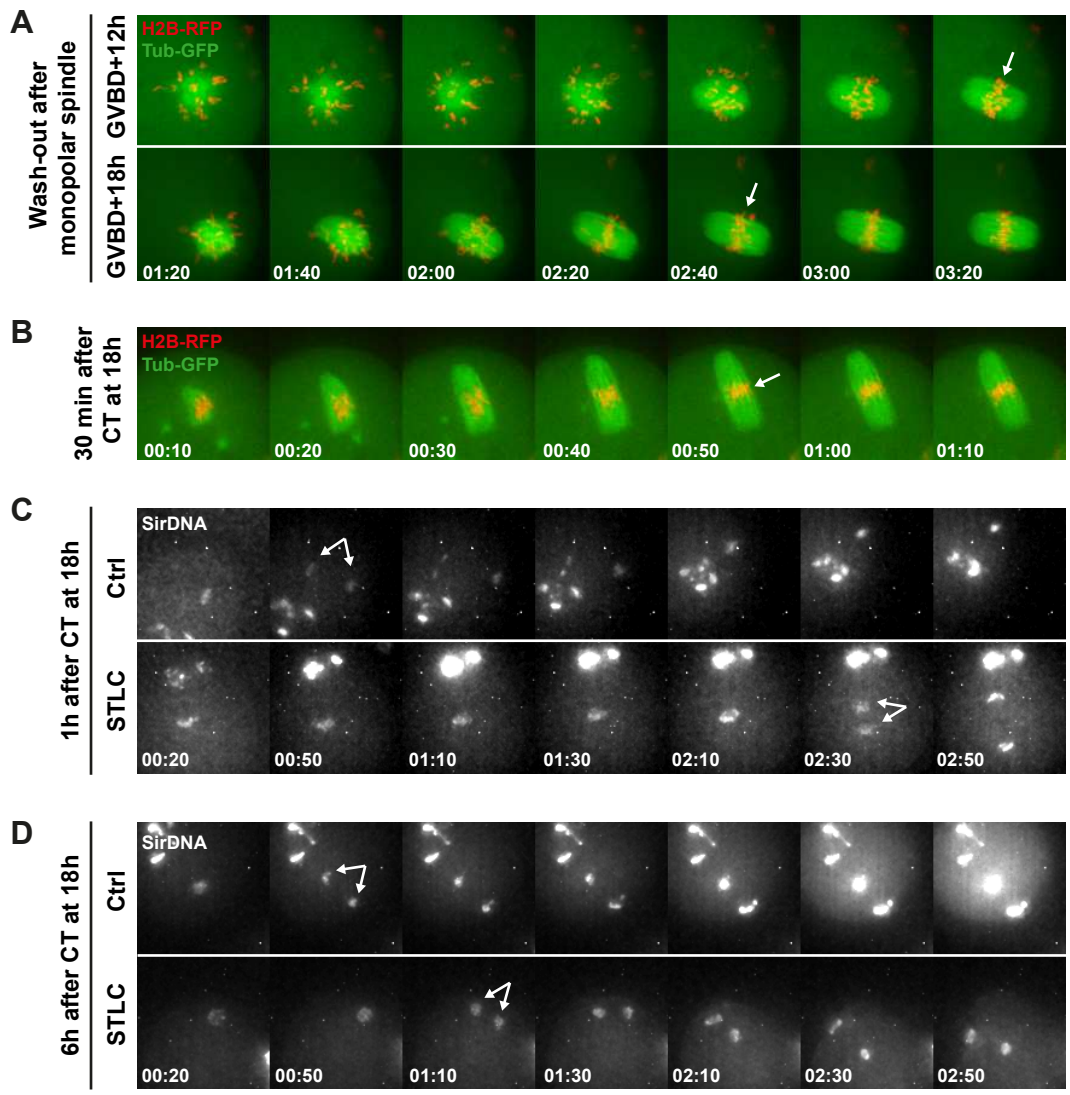 A
Wash-out after
monopolar spindle
GVBD+12h
H2B-RFP
Tub-GFP
GVBD+18h
01:20
01:40
02:00
02:20
02:40
03:00
03:20
B
30 min after
CT at 18h
H2B-RFP
Tub-GFP
00:10
00:20
00:30
00:40
00:50
01:00
01:10
C
1h after CT at 18h
Ctrl
SirDNA
STLC
00:20
00:50
01:10
01:30
02:10
02:30
02:50
D
6h after CT at 18h
Ctrl
SirDNA
STLC
00:20
00:50
01:10
01:30
02:10
02:30
02:50